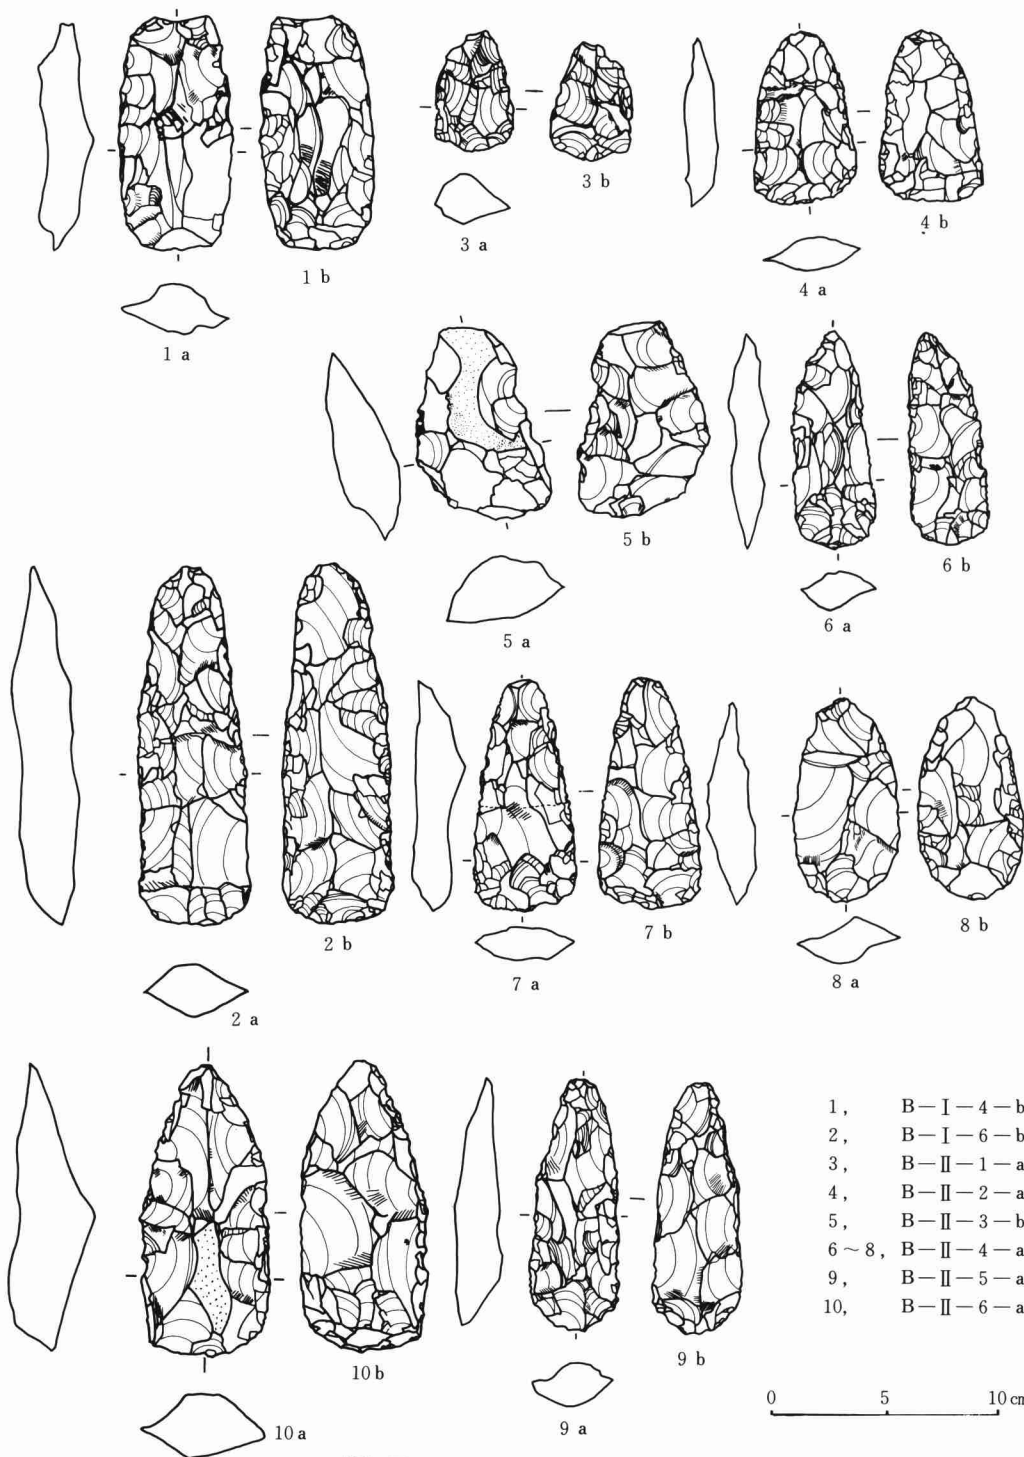 3 b
3 a
4 b
4 a
1 b
1 a
5 b
5 a
6 b
6 a
2 b
2 a
7 b
7 a
8 b
8 a
10 b
10 a
9 b
9 a
1, B－Ⅰ－4－b
2, B－Ⅰ－6－b
3, B－Ⅱ－1－a
4, B－Ⅱ－2－a
5, B－Ⅱ－3－b
6～8, B－Ⅱ－4－a
9, B－Ⅱ－5－a
10, B－Ⅱ－6－a
0 5 10 cm